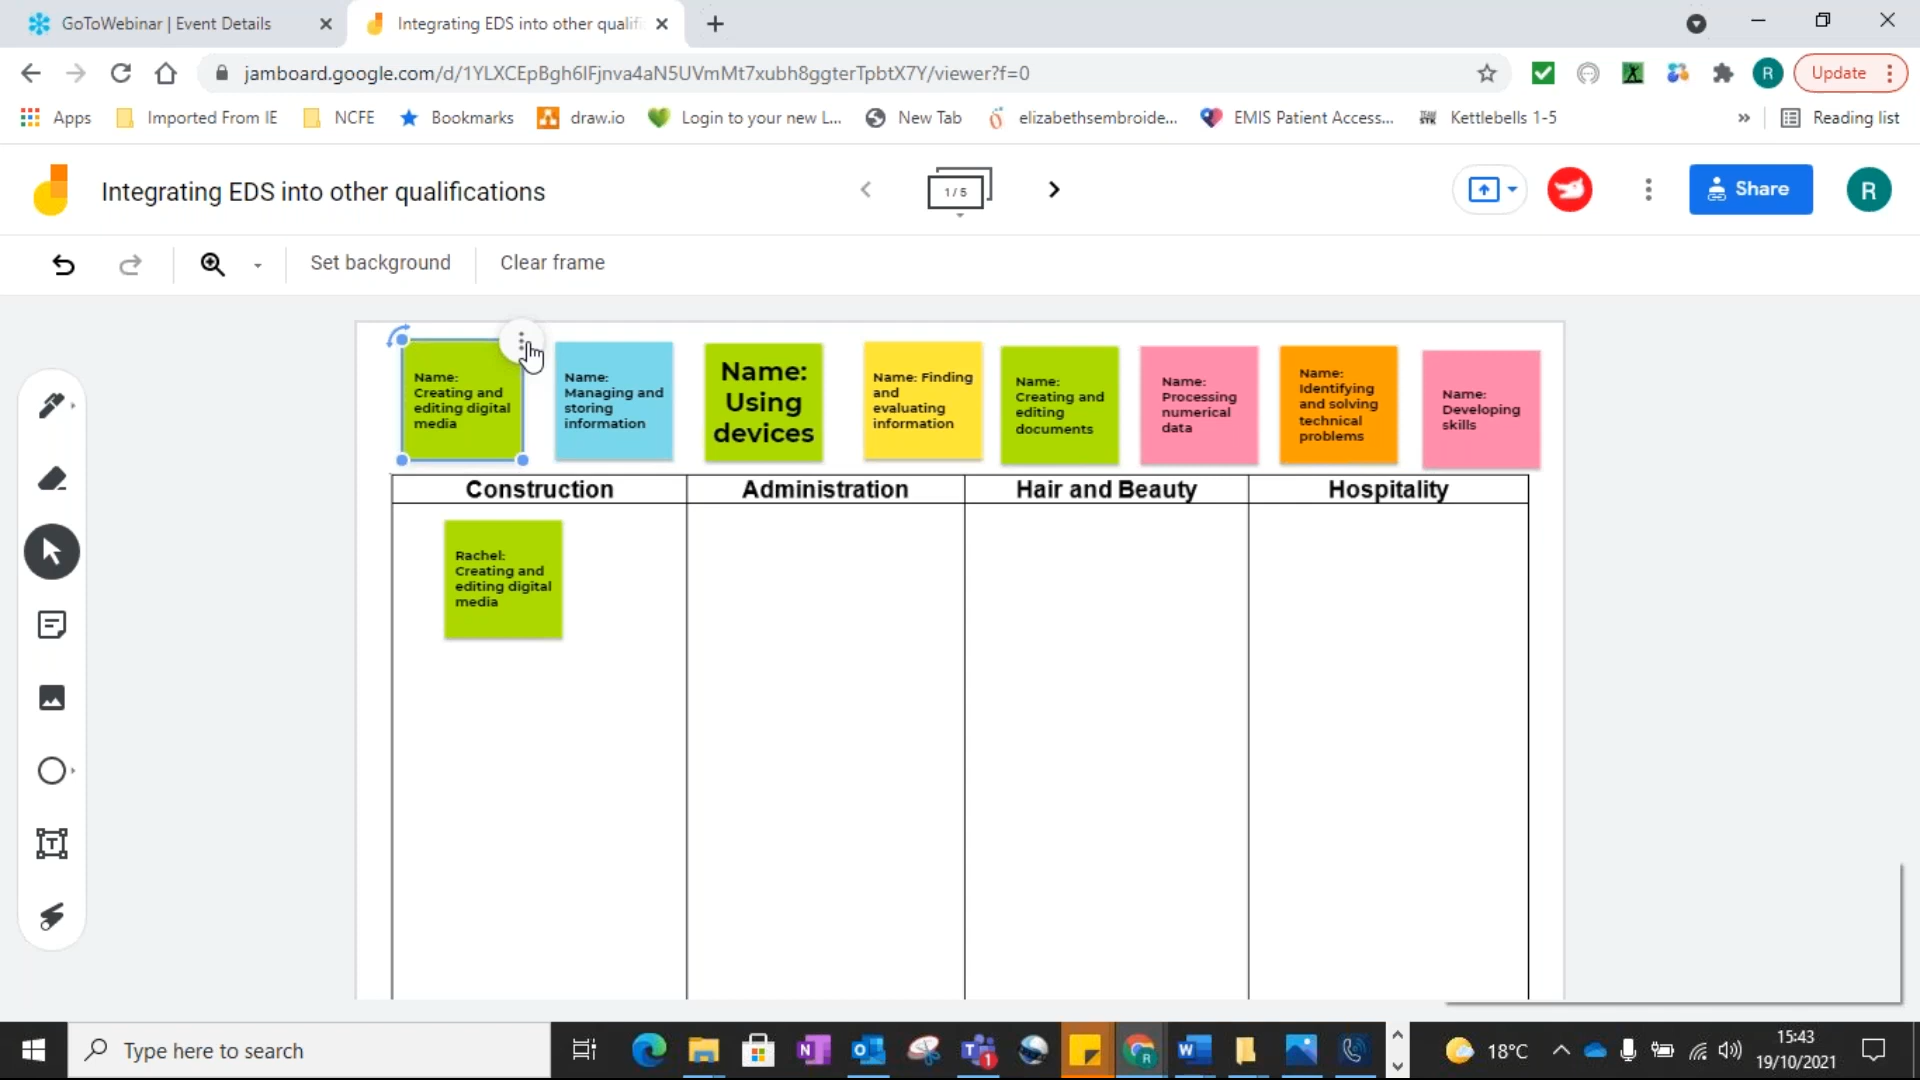 GoToWebinar | Event Details
Integrating EDS into other qualifi
jamboard.google.com/d/1YLXCEpBgh6lFjnva4aN5UVmMt7xubh8ggterTpbtX7Y/viewer?f=0
R
Update
Apps
Imported From IE
NCFE
Bookmarks
draw.io
Login to your new L...
New Tab
elizabethsembroide...
EMIS Patient Access...
Kettlebells 1-5
»
Reading list
Integrating EDS into other qualifications
1 / 5
Share
R
Set background
Clear frame
Name:
Creating and
editing digital
media
Name:
Managing and
storing
information
Name:
Using
devices
Name: Finding
and
evaluating
information
Name:
Creating and
editing
documents
Name:
Processing
numerical
data
Name:
Identifying
and solving
technical
problems
Name:
Developing
skills
Construction
Administration
Hair and Beauty
Hospitality
Rachel:
Creating and
editing digital
media
Type here to search
18°C
15:43
19/10/2021